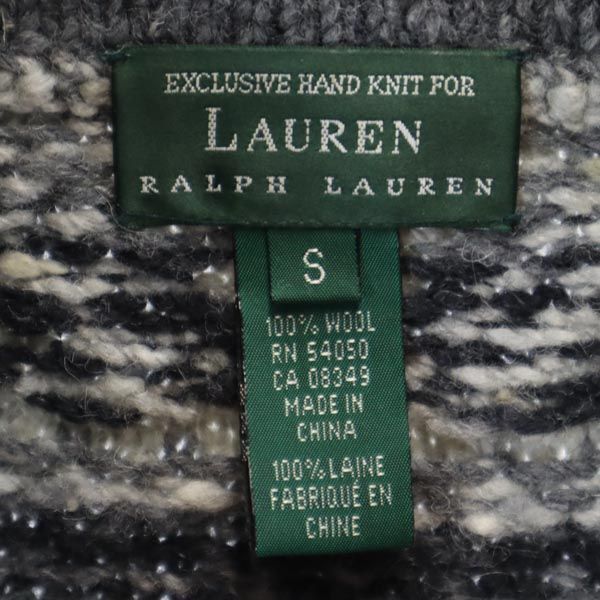 EXCLUSIVE HAND KNIT FOR
LAUREN
RALPH LAUREN
S
100% WOOL
RN 54050
CA 08349
MADE IN
CHINA
100% LAINE
FABRIQUÉ EN
CHINE